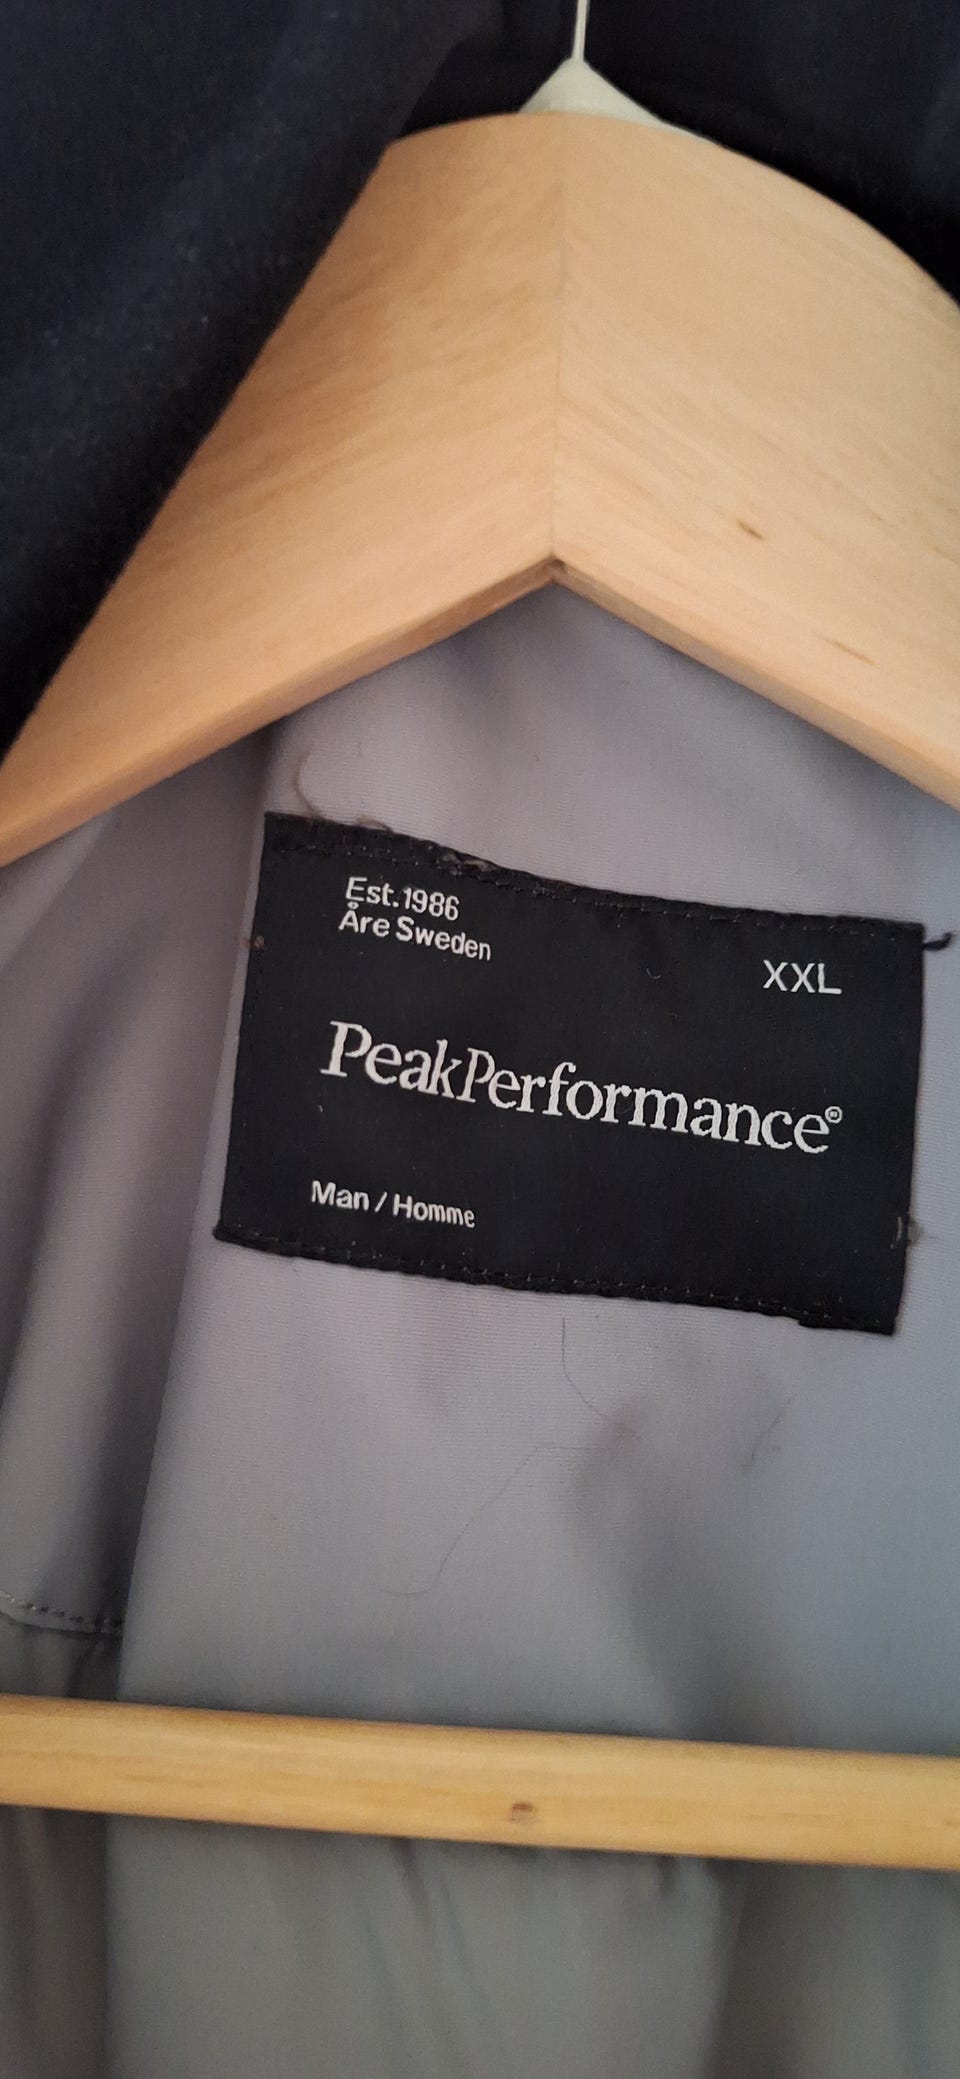 Est.1986
Åre Sweden
XXL
PeakPerformance®
Man / Homme